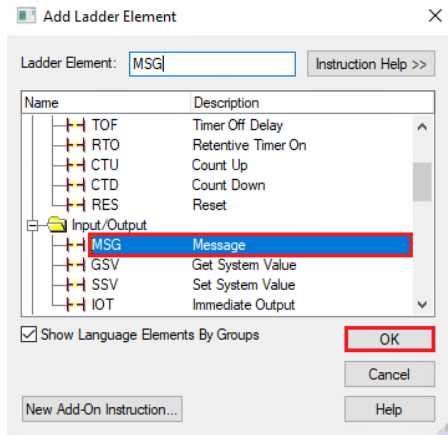 Add Ladder Element
Ladder Element: MSG Instruction Help >>
Name Description
TOF Timer Off Delay
RTO Retentive Timer On
CTU Count Up
CTD Count Down
RES Reset
Input/Output
MSG Message
GSV Get System Value
SSV Set System Value
IOT Immediate Output
Show Language Elements By Groups OK
Cancel
New Add-On Instruction... Help